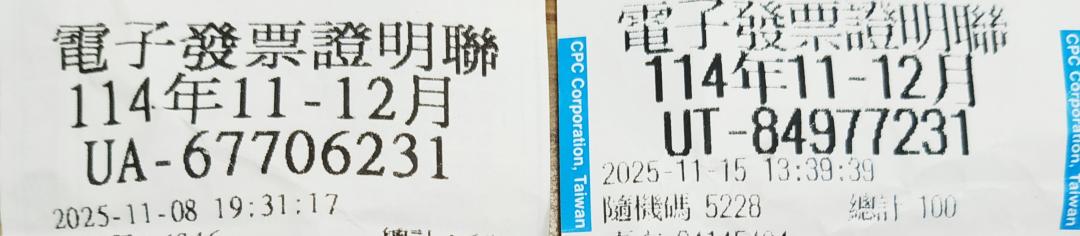 電子發票證明聯
114年11-12月
UA-67706231
2025-11-08 19:31:17
電子發票證明聯
114年11-12月
UT-84977231
2025-11-15 13:39:39
隨機碼 5228 總計 100
CPC Corporation, Taiwan
CPC Corporation, Taiwan